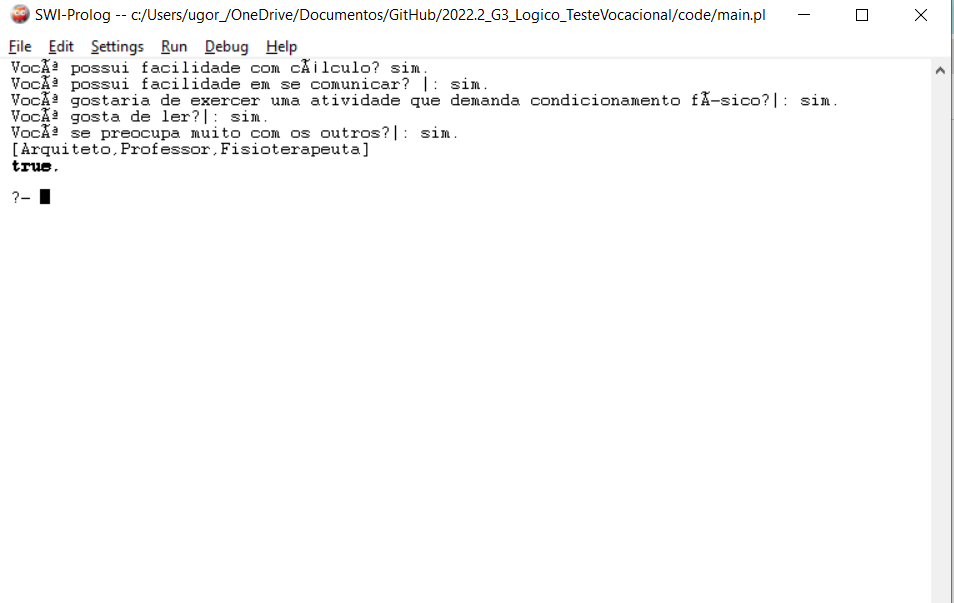 SWI-Prolog -- c:/Users/ugor_/OneDrive/Documentos/GitHub/2022.2_G3_Logico_TesteVocacional/code/main.pl
File Edit Settings Run Debug Help
VocÃª possui facilidade com cÃ¡lculo? sim.
VocÃª possui facilidade em se comunicar? |: sim.
VocÃª gostaria de exercer uma atividade que demanda condicionamento fÃ­sico?|: sim.
VocÃª gosta de ler?|: sim.
VocÃª se preocupa muito com os outros?|: sim.
[Arquiteto,Professor,Fisioterapeuta]
true.
?-